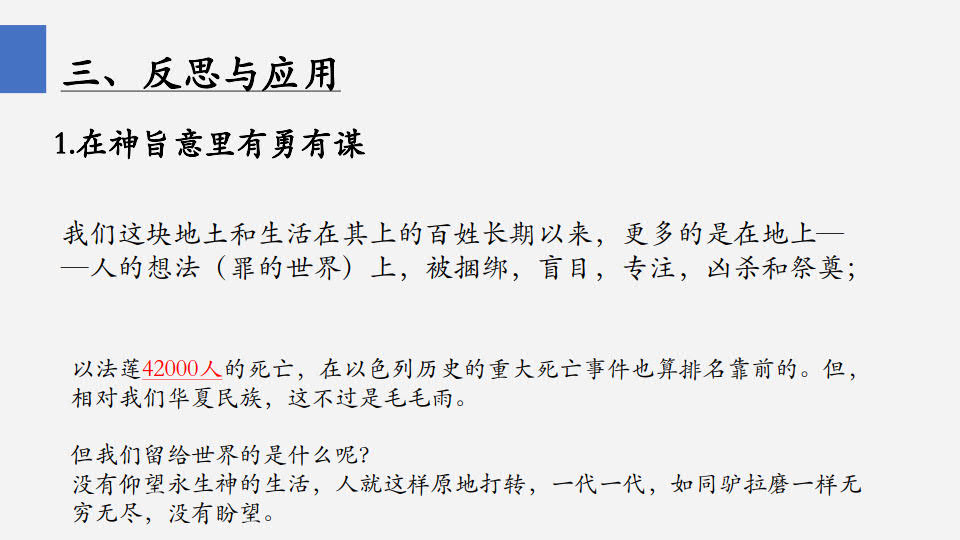 三、反思与应用
1.在神旨意里有勇有谋
我们这块地土和生活在其上的百姓长期以来，更多的是在地上—
—人的想法（罪的世界）上，被捆绑，盲目，专注，凶杀和祭奠；
以法莲42000人的死亡，在以色列历史的重大死亡事件也算排名靠前的。但，
相对我们华夏民族，这不过是毛毛雨。
但我们留给世界的是什么呢？
没有仰望永生神的生活，人就这样原地打转，一代一代，如同驴拉磨一样无
穷无尽，没有盼望。